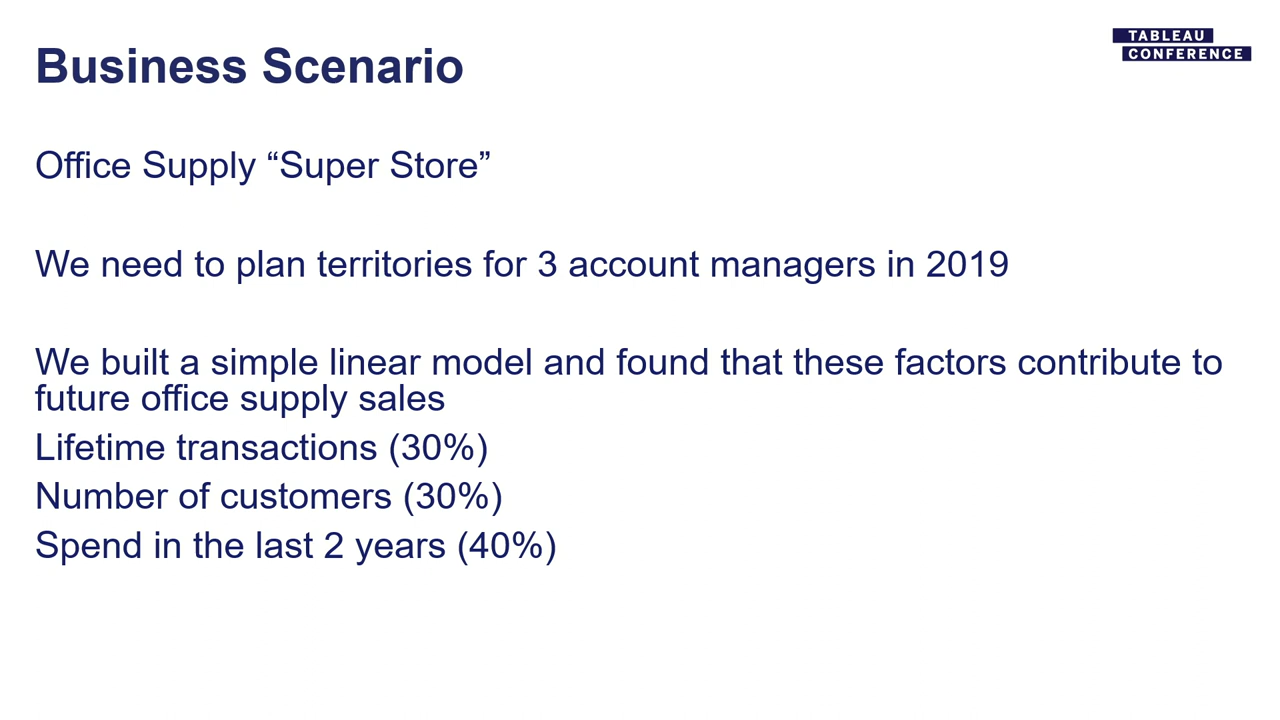 Business Scenario
TABLEAU
CONFERENCE
Office Supply “Super Store”
We need to plan territories for 3 account managers in 2019
We built a simple linear model and found that these factors contribute to
future office supply sales
Lifetime transactions (30%)
Number of customers (30%)
Spend in the last 2 years (40%)